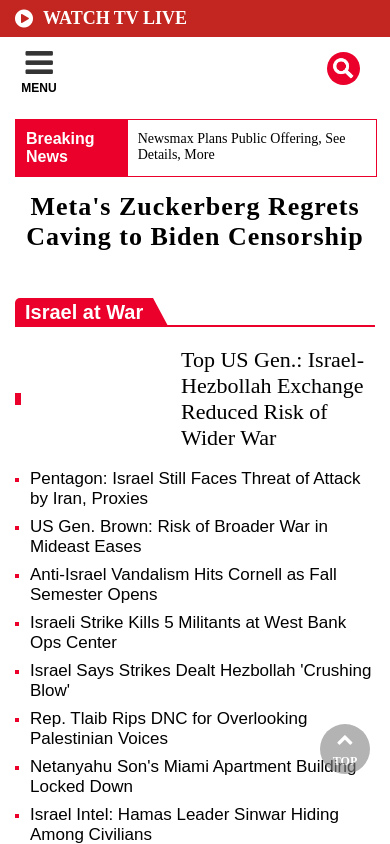 WATCH TV LIVE
MENU
Breaking
News
Newsmax Plans Public Offering, See
Details, More
Meta's Zuckerberg Regrets
Caving to Biden Censorship
Israel at War
Top US Gen.: Israel-
Hezbollah Exchange
Reduced Risk of
Wider War
Pentagon: Israel Still Faces Threat of Attack
by Iran, Proxies
US Gen. Brown: Risk of Broader War in
Mideast Eases
Anti-Israel Vandalism Hits Cornell as Fall
Semester Opens
Israeli Strike Kills 5 Militants at West Bank
Ops Center
Israel Says Strikes Dealt Hezbollah 'Crushing
Blow'
Rep. Tlaib Rips DNC for Overlooking
Palestinian Voices
Netanyahu Son's Miami Apartment Building
Locked Down
TOP
Israel Intel: Hamas Leader Sinwar Hiding
Among Civilians